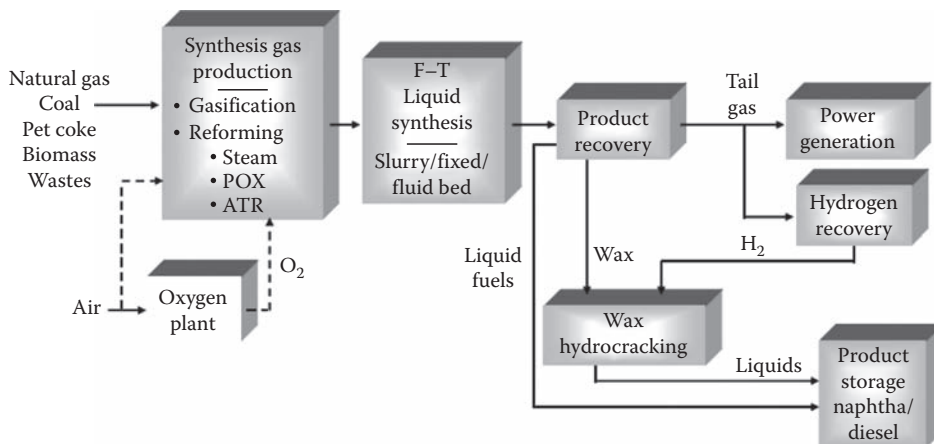 Natural gas
Coal
Pet coke
Biomass
Wastes
Air
Synthesis gas
production
• Gasification
• Reforming
• Steam
• POX
• ATR
Oxygen
plant
O₂
F–T
Liquid
synthesis
Slurry/fixed/
fluid bed
Product
recovery
Tail
gas
Power
generation
Hydrogen
recovery
H₂
Liquid
fuels
Wax
Wax
hydrocracking
Liquids
Product
storage
naphtha/
diesel